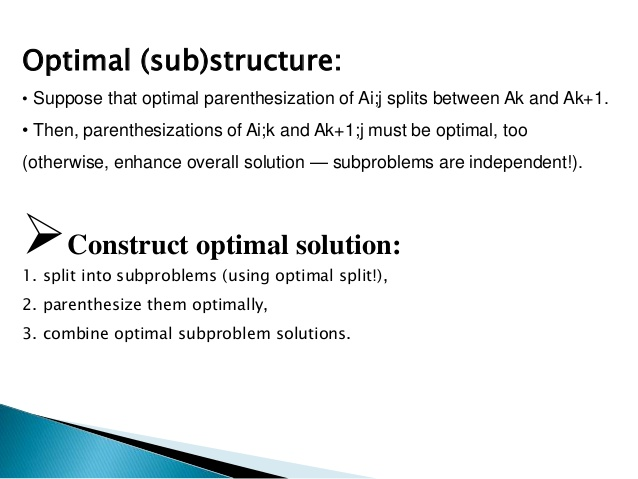 Optimal (sub)structure:
• Suppose that optimal parenthesization of Ai;j splits between Ak and Ak+1.
• Then, parenthesizations of Ai;k and Ak+1;j must be optimal, too
(otherwise, enhance overall solution — subproblems are independent!).
➢Construct optimal solution:
1. split into subproblems (using optimal split!),
2. parenthesize them optimally,
3. combine optimal subproblem solutions.